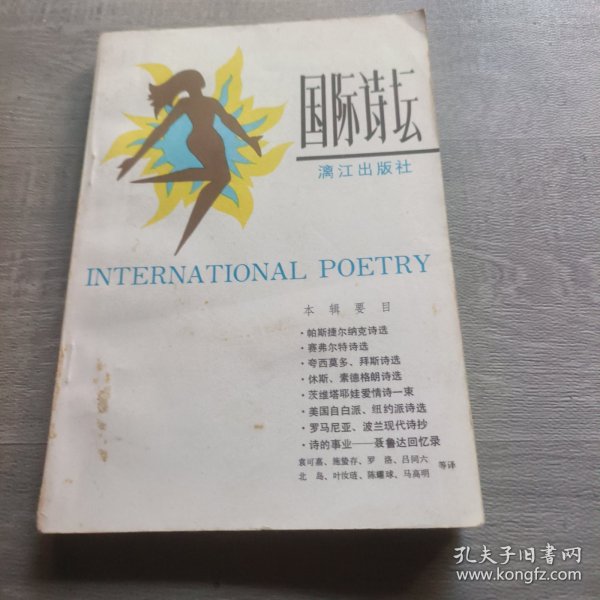 国际诗坛
漓江出版社
INTERNATIONAL POETRY
本辑要目
·帕斯捷尔纳克诗选
·赛弗尔特诗选
·夸西莫多、拜斯诗选
·休斯、索德格朗诗选
·茨维塔耶娃爱情诗一束
·美国自白派、纽约派诗选
·罗马尼亚、波兰现代诗抄
·诗的事业——聂鲁达回忆录
袁可嘉、施蛰存、罗洛、吕同六
北岛、叶汝琏、陈耀球、马高明
等译
孔夫子旧书网
www.kongfz.com